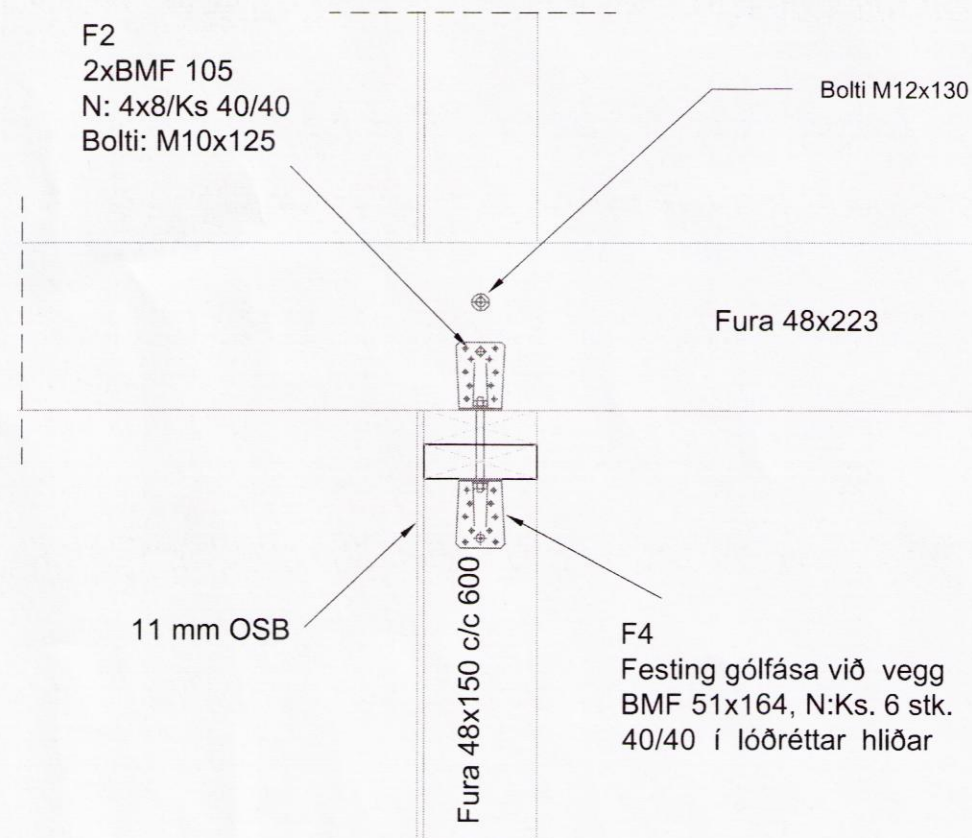 F2
2xBMF 105
N: 4x8/Ks 40/40
Bolti: M10x125
Bolti M12x130
Fura 48x223
11 mm OSB
Fura 48x150 c/c 600
F4
Festing gólfása við vegg
BMF 51x164, N:Ks. 6 stk.
40/40 í lóðréttar hliðar